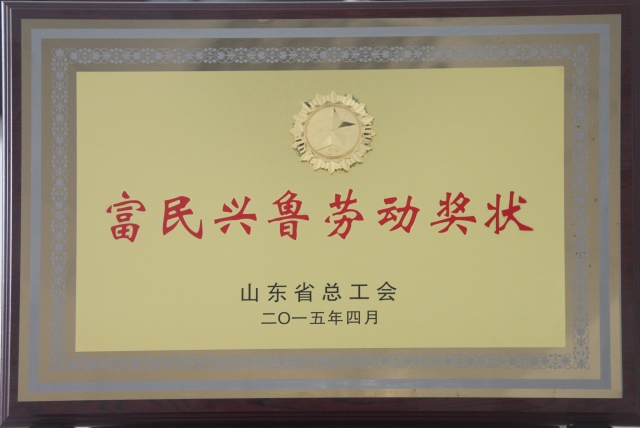 富民兴鲁劳动奖状
山东省总工会
二〇一五年四月